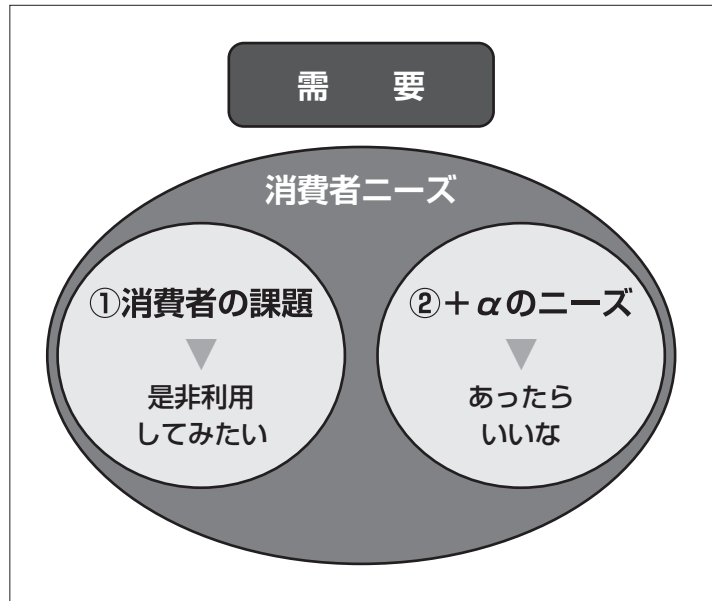 需　要
消費者ニーズ
①消費者の課題
▼
是非利用
してみたい
②＋αのニーズ
▼
あったら
いいな